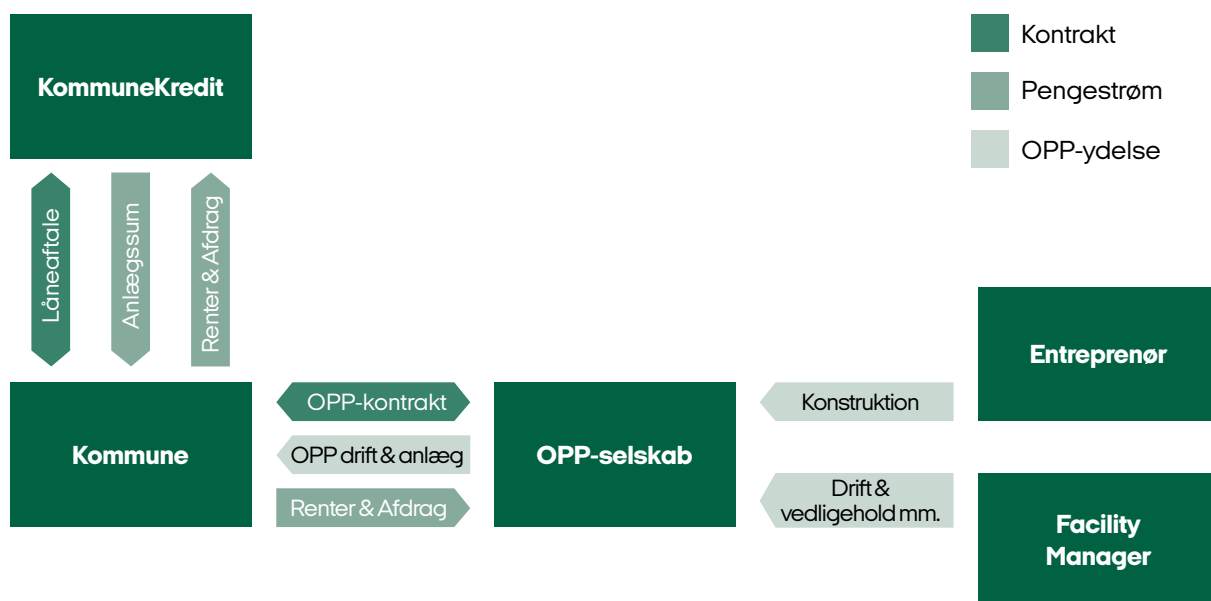 KommuneKredit
Kontrakt
Pengestrøm
OPP-ydelse
Låneaftale
Anlægssum
Renter & Afdrag
Kommune
OPP-kontrakt
OPP drift & anlæg
Renter & Afdrag
OPP-selskab
Konstruktion
Drift &
vedligehold mm.
Entreprenør
Facility
Manager